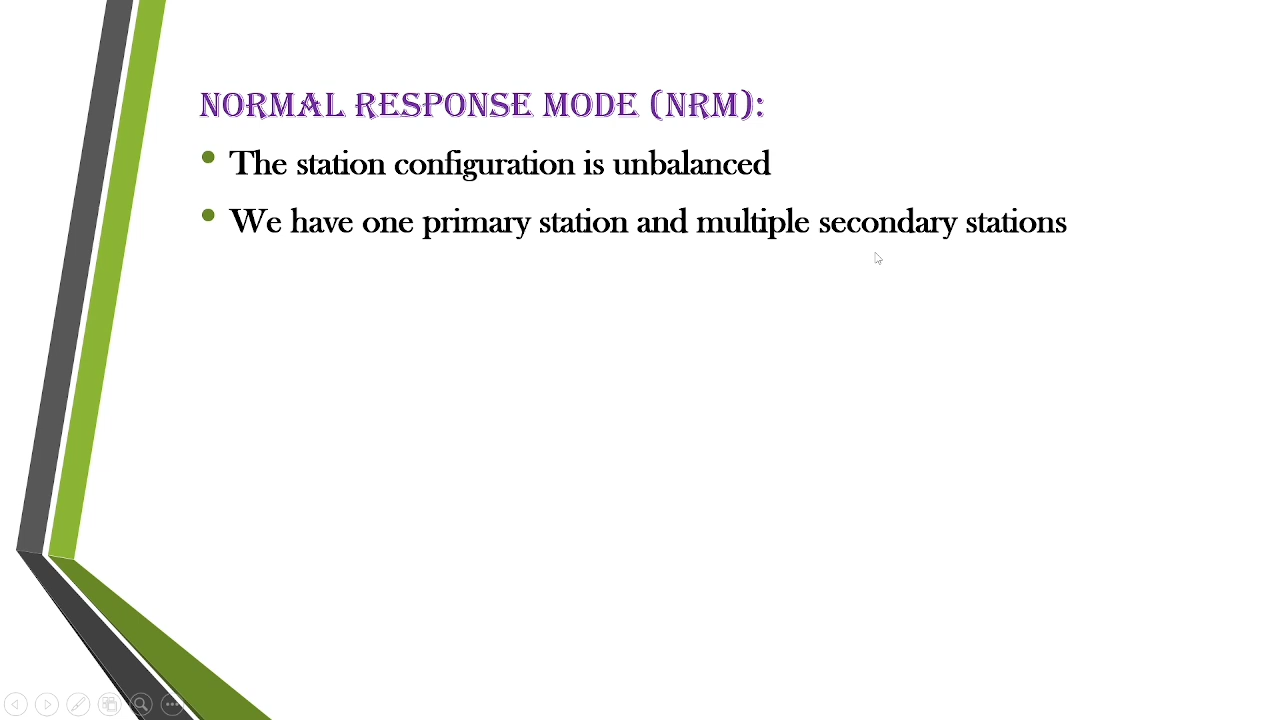 NORMAL RESPONSE MODE (NRM):
• The station configuration is unbalanced
• We have one primary station and multiple secondary stations